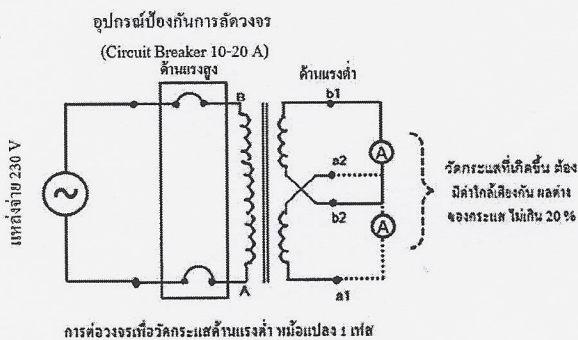 อุปกรณ์ป้องกันการลัดวงจร
(Circuit Breaker 10-20 A)
ด้านแรงสูง
ด้านแรงต่ำ
B
b1
A
แหล่งจ่าย 230 V
a2
b2
A
วัดกระแสที่เกิดขึ้น ต้อง
มีค่าใกล้เคียงกัน ผลต่าง
ของกระแส ไม่เกิน 20 %
A
a1
การต่อวงจรเพื่อวัดกระแสด้านแรงต่ำ หม้อแปลง 1 เฟส